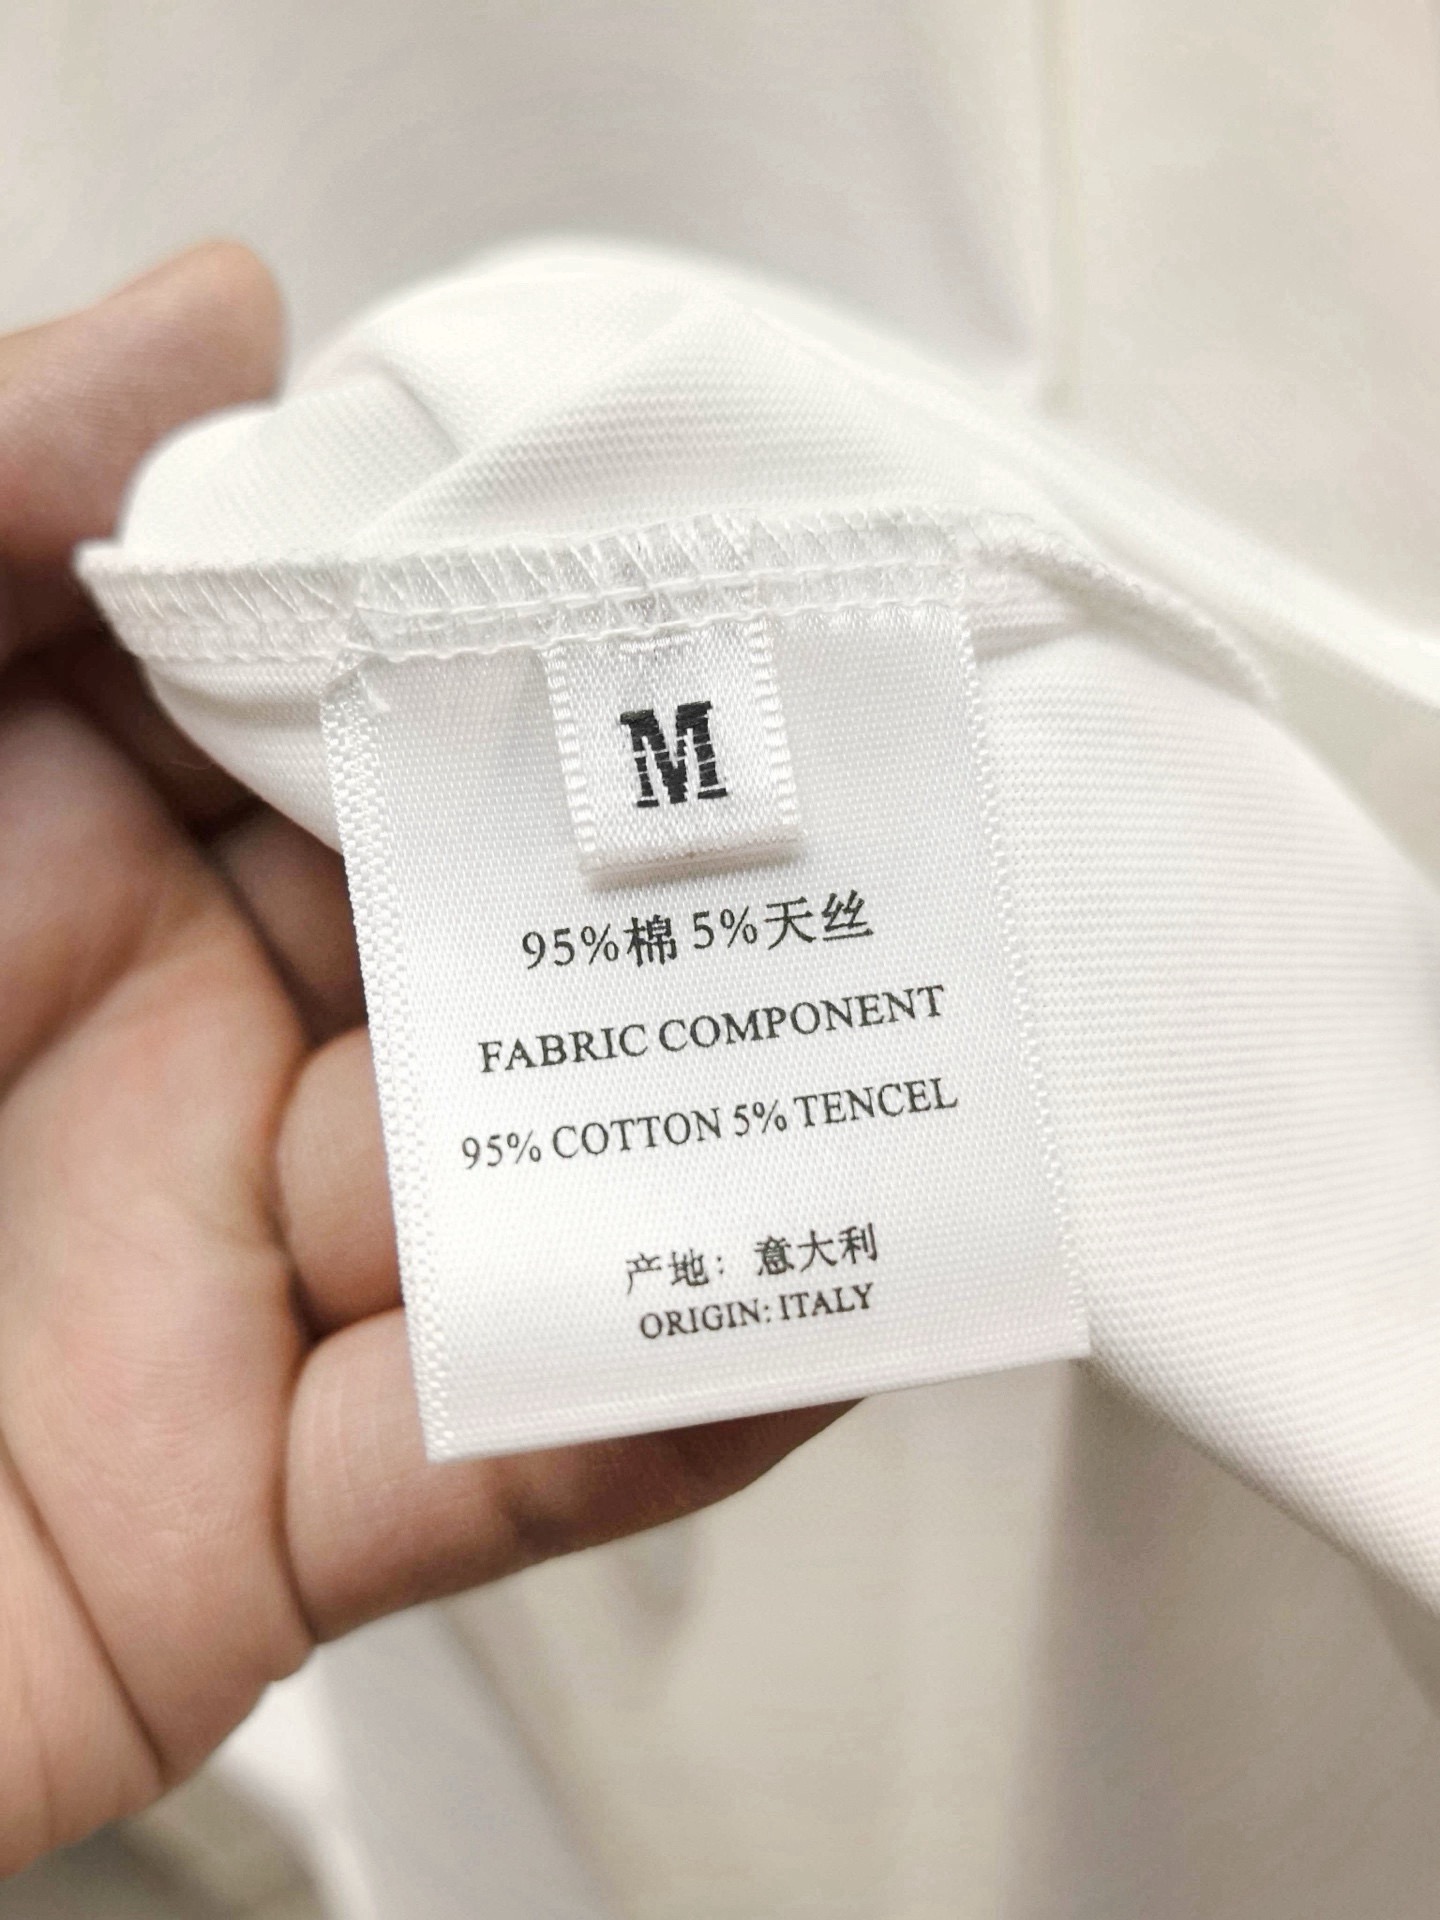 M
95%棉 5%天丝
FABRIC COMPONENT
95% COTTON 5% TENCEL
产地：意大利
ORIGIN: ITALY